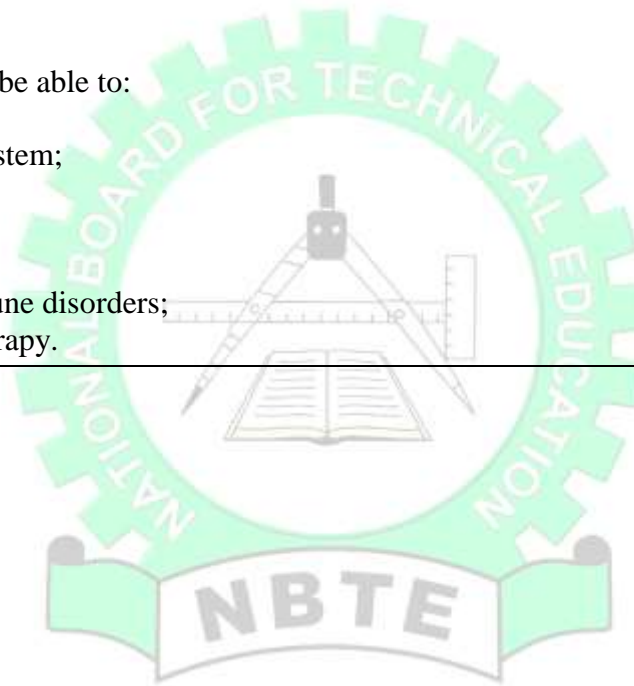 be able to:
stem;
une disorders;
rapy.
NATIONAL BOARD FOR TECHNICAL EDUCATION
NBTE